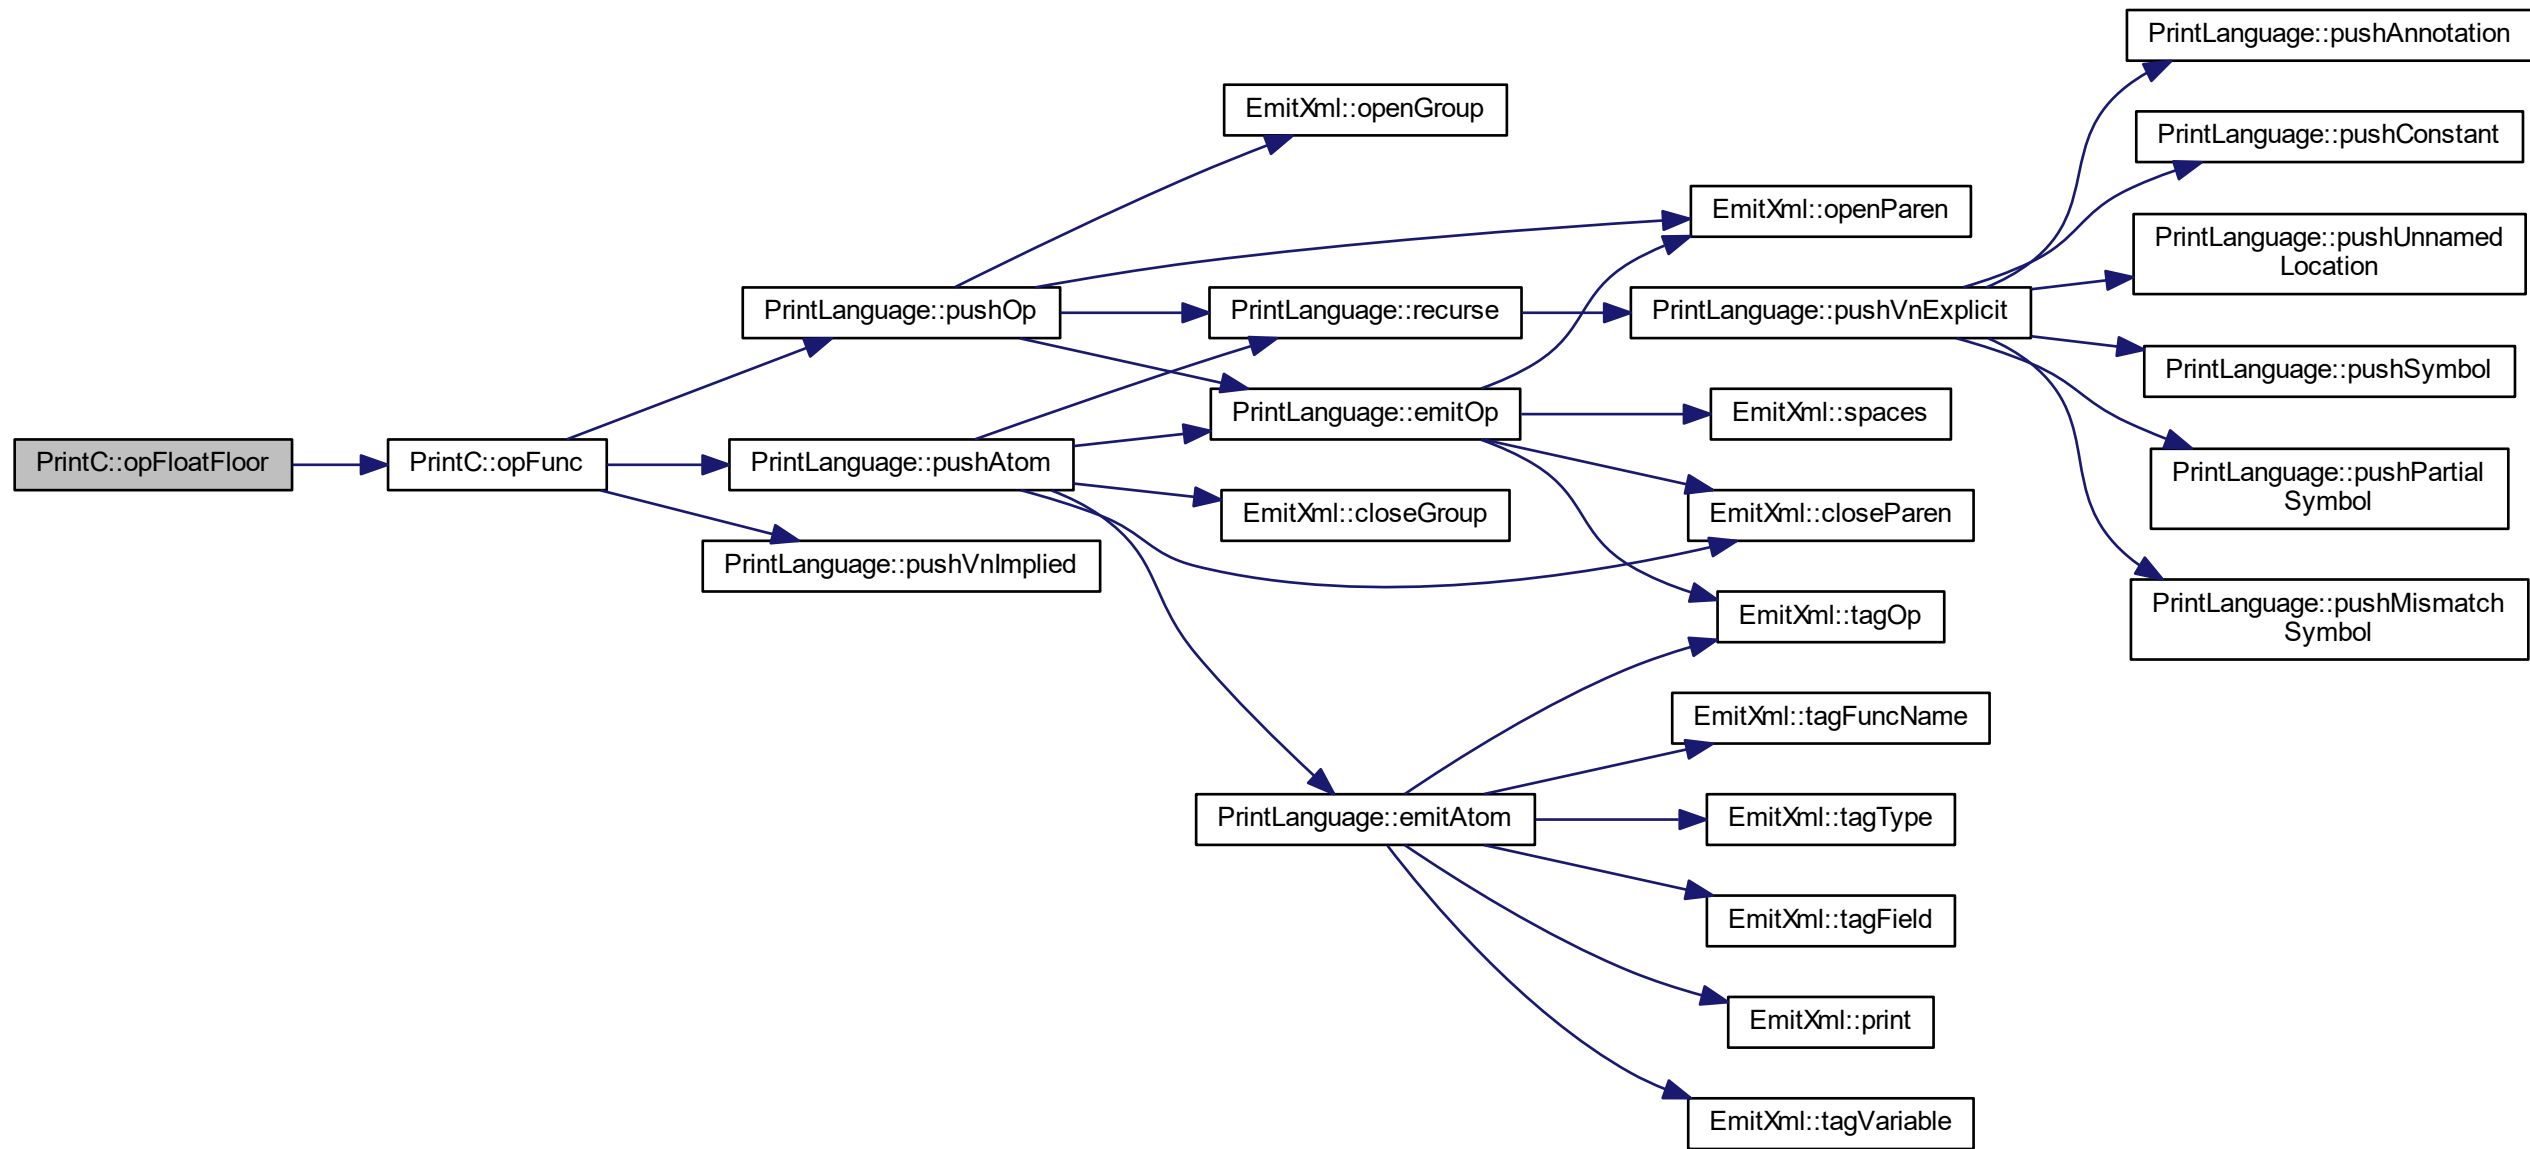 PrintLanguage::pushAnnotation
EmitXml::openGroup
PrintLanguage::pushConstant
EmitXml::openParen
PrintLanguage::pushUnnamed
Location
PrintLanguage::pushOp
PrintLanguage::recurse
PrintLanguage::pushVnExplicit
PrintLanguage::pushSymbol
PrintLanguage::emitOp
EmitXml::spaces
PrintC::opFloatFloor
PrintC::opFunc
PrintLanguage::pushAtom
PrintLanguage::pushPartial
Symbol
EmitXml::closeGroup
EmitXml::closeParen
PrintLanguage::pushVnImplied
EmitXml::tagOp
PrintLanguage::pushMismatch
Symbol
EmitXml::tagFuncName
PrintLanguage::emitAtom
EmitXml::tagType
EmitXml::tagField
EmitXml::print
EmitXml::tagVariable